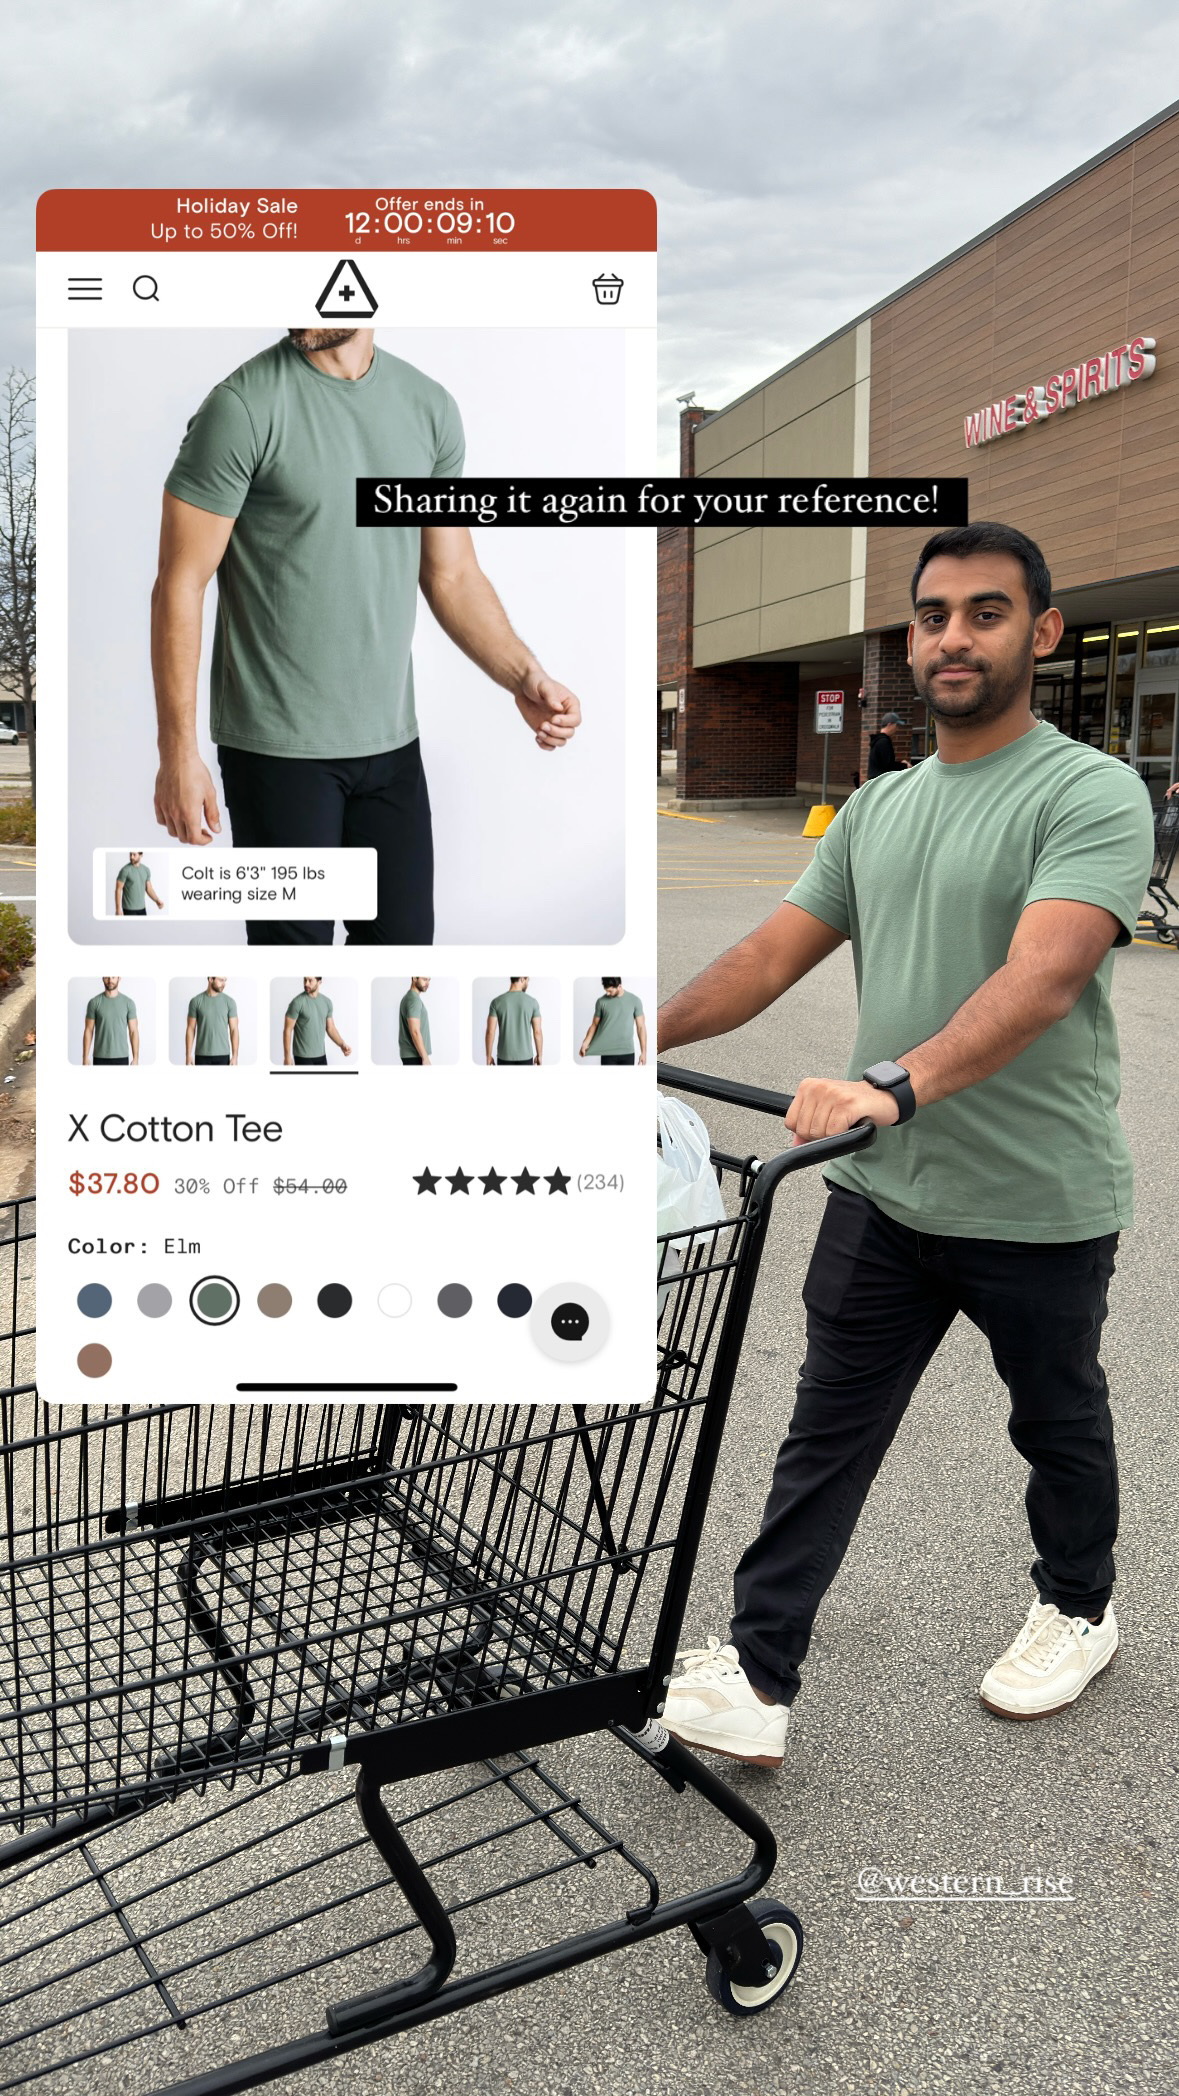 Holiday Sale
Up to 50% Off!
Offer ends in
12:00:09:10
d hrs min sec
Sharing it again for your reference!
WINE & SPIRITS
STOP
Colt is 6'3" 195 lbs
wearing size M
X Cotton Tee
$37.80 30% Off $54.00 (234)
Color: Elm
@western_rise